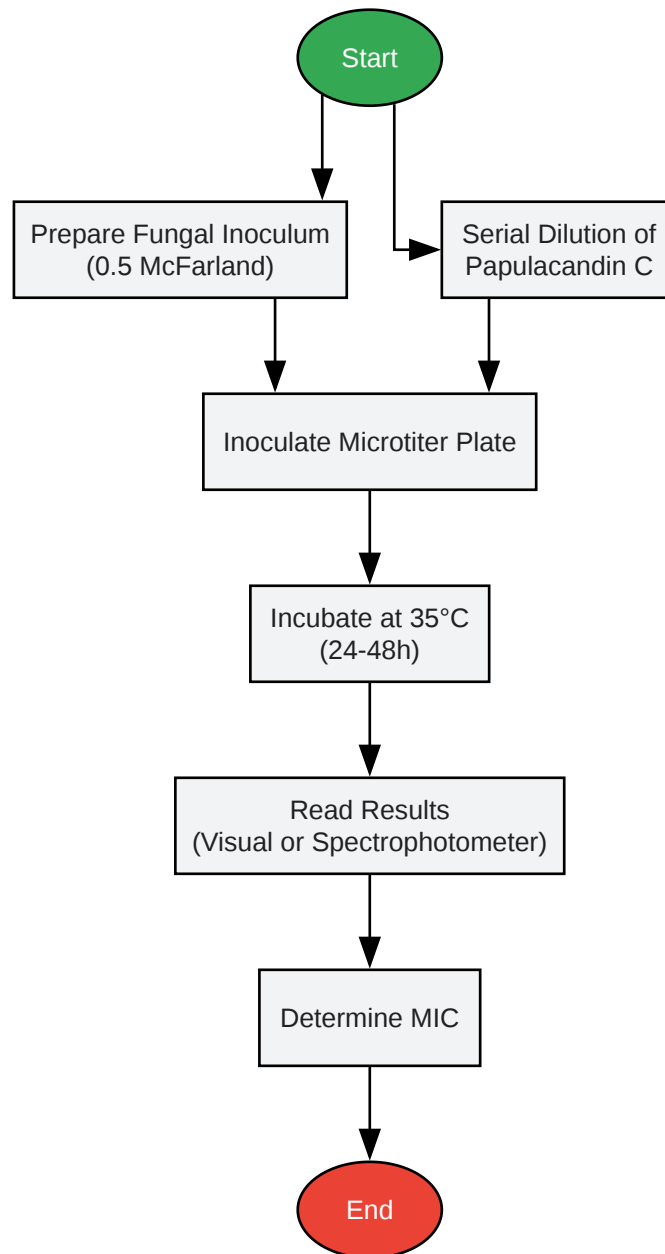 Start
Prepare Fungal Inoculum
(0.5 McFarland)
Serial Dilution of
Papulacandin C
Inoculate Microtiter Plate
Incubate at 35°C
(24-48h)
Read Results
(Visual or Spectrophotometer)
Determine MIC
End